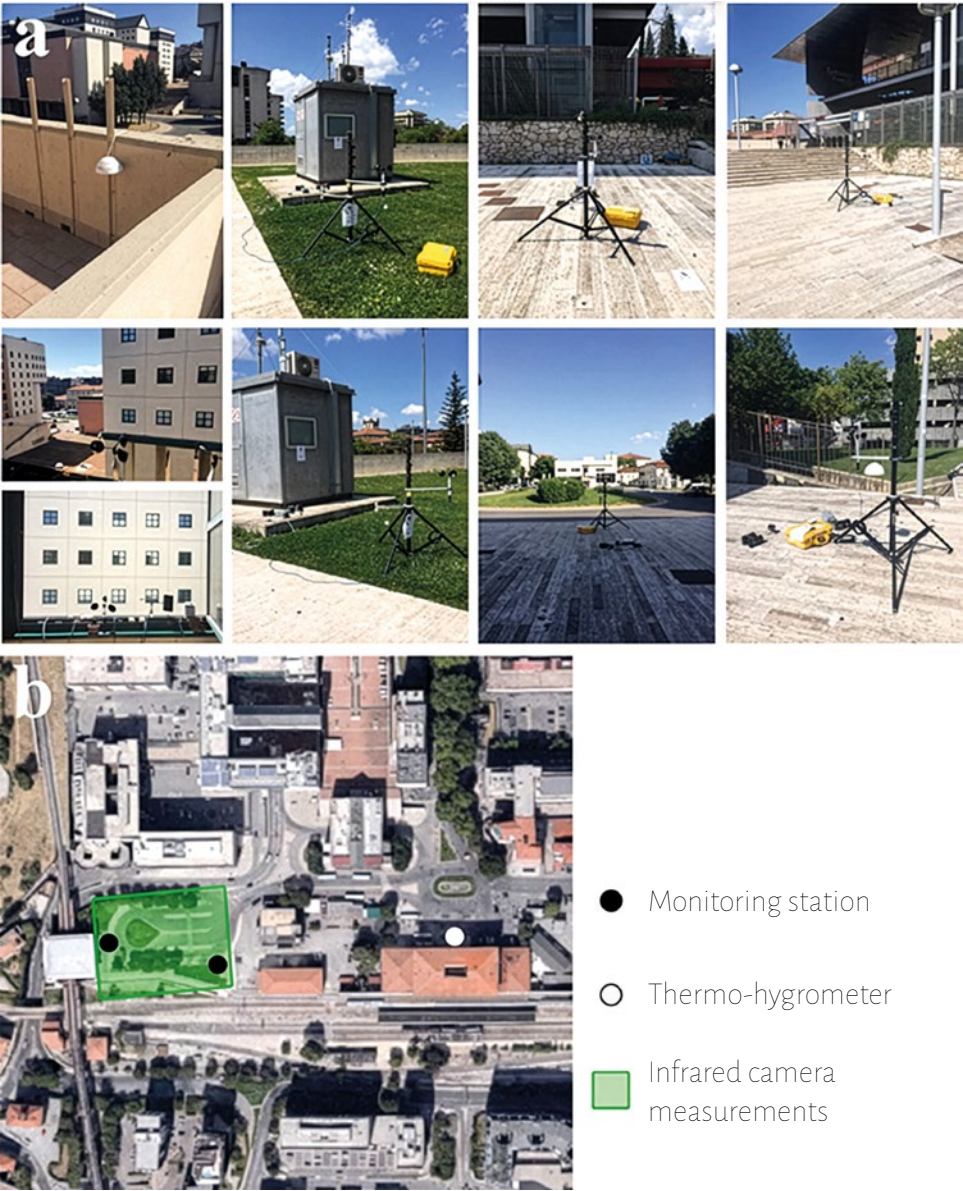 a
b
Monitoring station
Thermo-hygrometer
Infrared camera
measurements